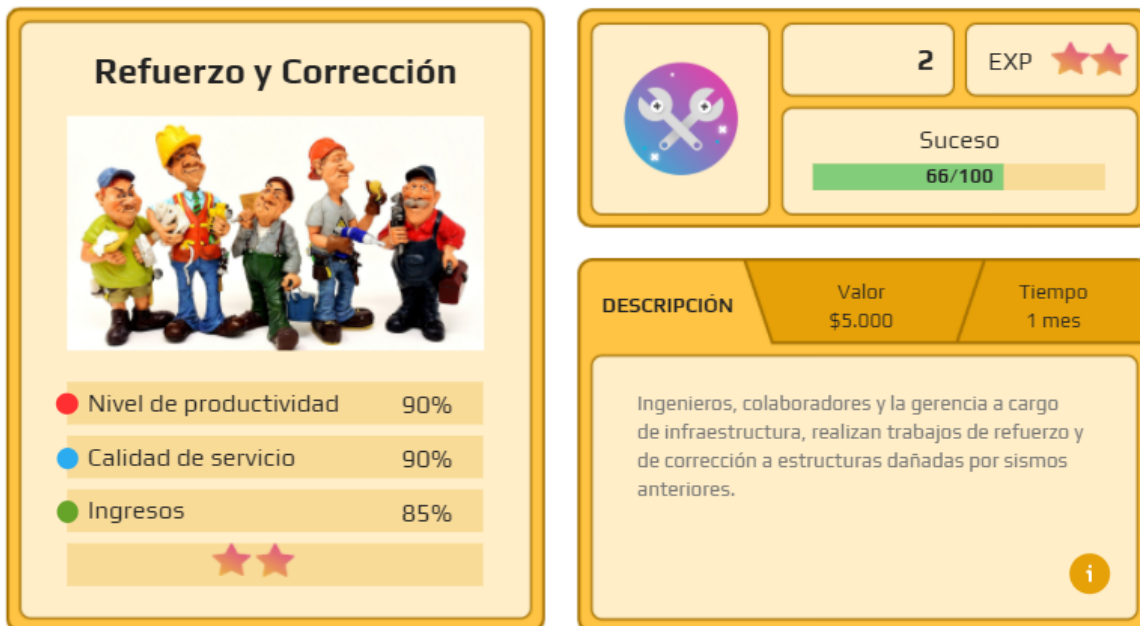 Refuerzo y Corrección
Nivel de productividad 90%
Calidad de servicio 90%
Ingresos 85%
2
EXP
Suceso
66/100
DESCRIPCIÓN
Valor
$5.000
Tiempo
1 mes
Ingenieros, colaboradores y la gerencia a cargo
de infraestructura, realizan trabajos de refuerzo y
de corrección a estructuras dañadas por sismos
anteriores.
i